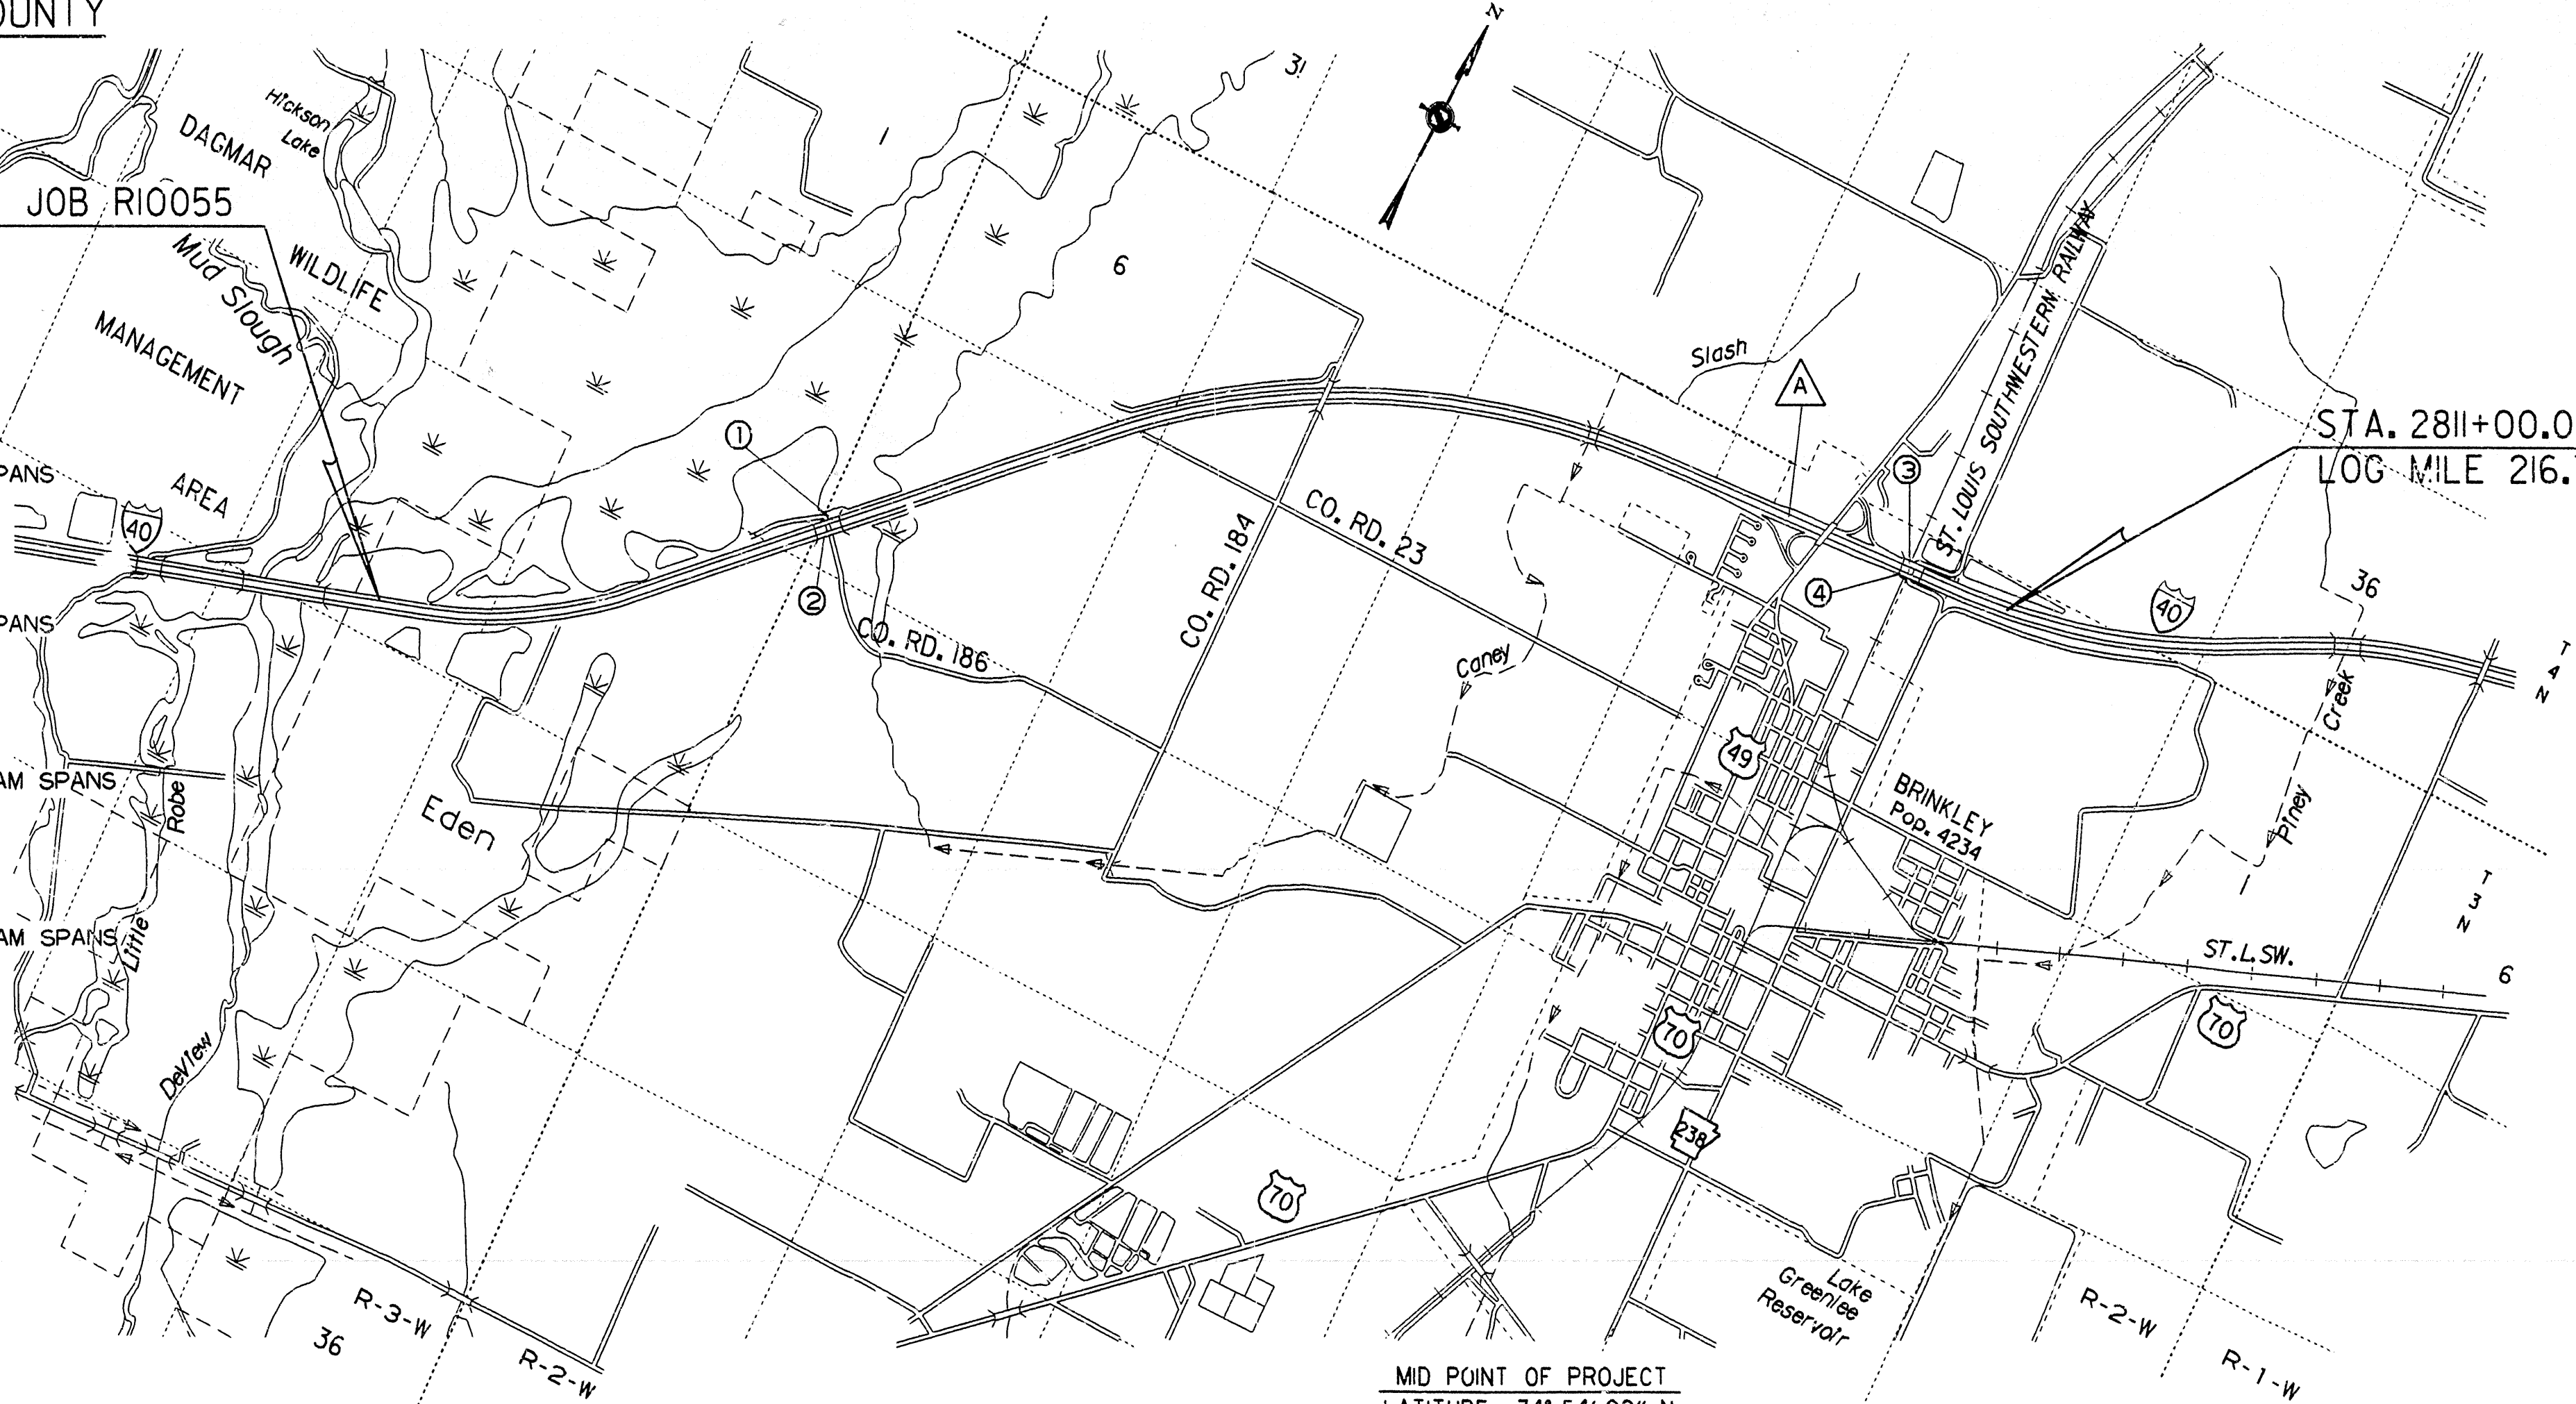 OUNTY
N
31
Hickson
Lake
DAGMAR
1
JOB R10055
Mud Slough
WILDLIFE
6
MANAGEMENT
ST. LOUIS SOUTHWESTERN RAILWAY
Slash
A
STA. 2811+00.0
LOG MILE 216.
1
3
PANS
AREA
40
CO. RD. 23
CO. RD. 184
4
2
40
36
PANS
CO. RD. 186
Caney
T
4
N
Piney Creek
49
AM SPANS
BRINKLEY
Pop. 4234
Robe
Eden
1
T
3
N
AM SPANS
Little
ST.L.SW.
6
70
70
DeView
238
70
Lake
Greenlee
Reservoir
R-3-W
R-2-W
36
R-2-W
R-1-W
MID POINT OF PROJECT